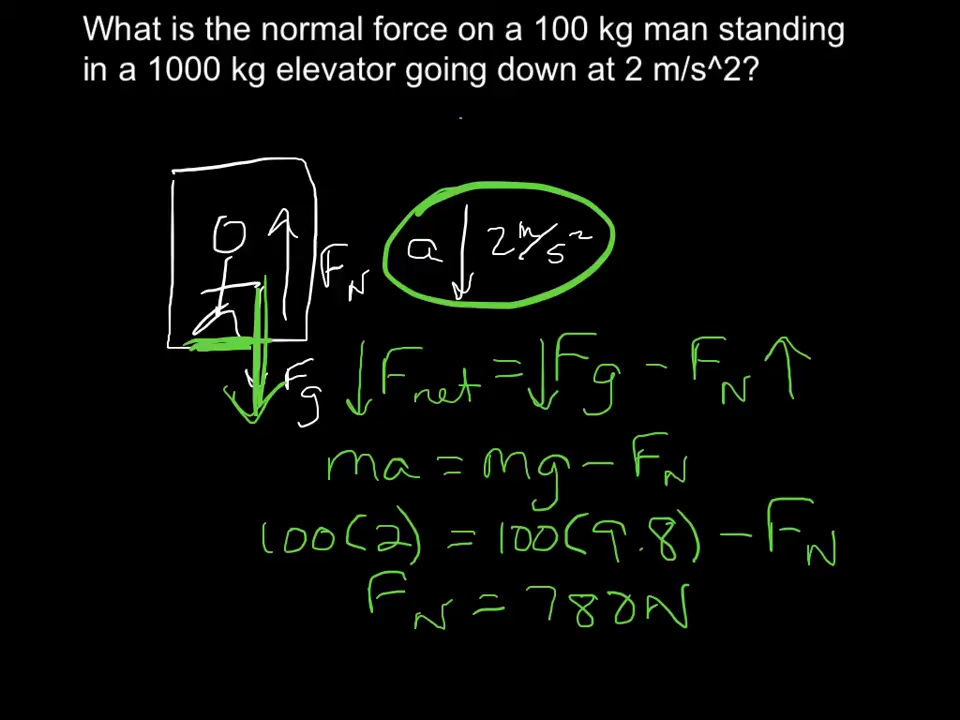 What is the normal force on a 100 kg man standing
in a 1000 kg elevator going down at 2 m/s^2?
a ↓ 2 m/s²
F_N
F_g
↓ F_net = ↓ F_g - F_N ↑
ma = mg - F_N
100(2) = 100(9.8) - F_N
F_N = 780N